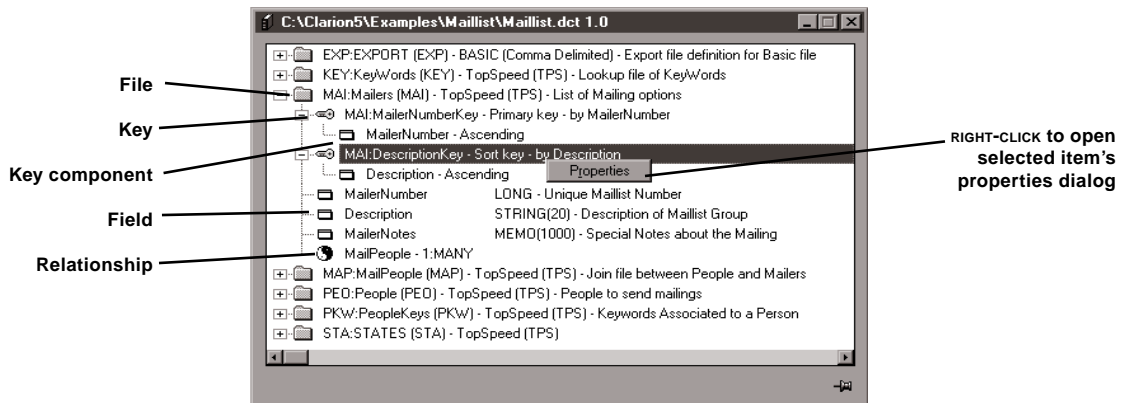 C:\Clarion5\Examples\Maillist\Maillist.dct 1.0
EXP:EXPORT (EXP) - BASIC (Comma Delimited) - Export file definition for Basic file
KEY:KeyWords (KEY) - TopSpeed (TPS) - Lookup file of KeyWords
File
MAI:Mailers (MAI) - TopSpeed (TPS) - List of Mailing options
Key
MAI:MailerNumberKey - Primary key - by MailerNumber
MailerNumber - Ascending
MAI:DescriptionKey - Sort key - by Description
Key component
Description - Ascending
Properties
RIGHT-CLICK to open
selected item's
properties dialog
MailerNumber LONG - Unique Maillist Number
Field
Description STRING(20) - Description of Maillist Group
MailerNotes MEMO(1000) - Special Notes about the Mailing
Relationship
MailPeople - 1:MANY
MAP:MailPeople (MAP) - TopSpeed (TPS) - Join file between People and Mailers
PEO:People (PEO) - TopSpeed (TPS) - People to send mailings
PKW:PeopleKeys (PKW) - TopSpeed (TPS) - Keywords Associated to a Person
STA:STATES (STA) - TopSpeed (TPS)